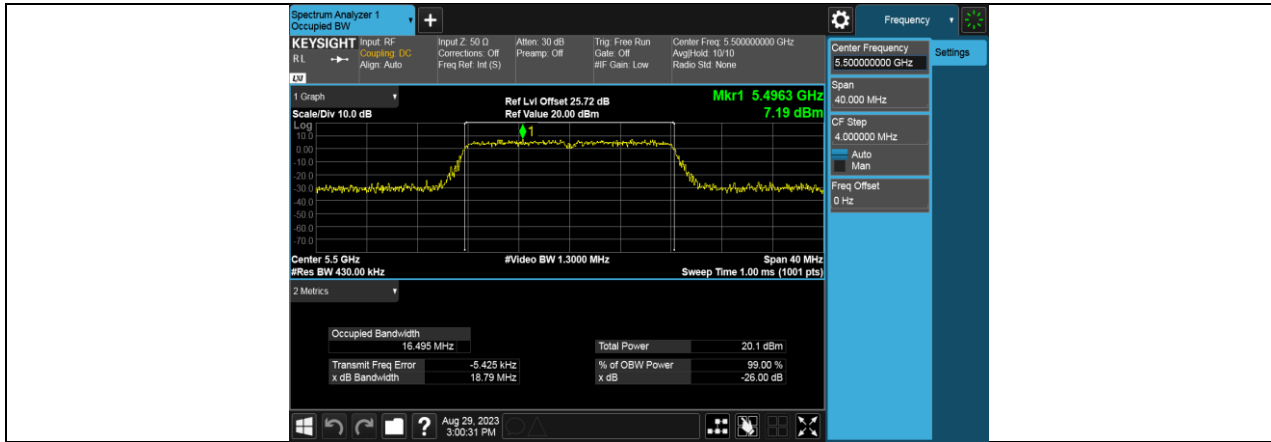 Spectrum Analyzer 1
Occupied BW
Frequency
KEYSIGHT
R L
LXI
Input: RF
Coupling: DC
Align: Auto
Input Z: 50 Ω
Corrections: Off
Freq Ref: Int (S)
Atten: 30 dB
Preamp: Off
Trig: Free Run
Gate: Off
#IF Gain: Low
Center Freq: 5.500000000 GHz
Avg|Hold: 10/10
Radio Std: None
Center Frequency
5.500000000 GHz
Settings
Span
40.000 MHz
CF Step
4.000000 MHz
Auto
Man
Freq Offset
0 Hz
1 Graph
Scale/Div 10.0 dB
Ref Lvl Offset 25.72 dB
Ref Value 20.00 dBm
Mkr1 5.4963 GHz
7.19 dBm
Log
10.0
0.00
-10.0
-20.0
-30.0
-40.0
-50.0
-60.0
-70.0
1
Center 5.5 GHz
#Video BW 1.3000 MHz
Span 40 MHz
#Res BW 430.00 kHz
Sweep Time 1.00 ms (1001 pts)
2 Metrics
Occupied Bandwidth
16.495 MHz
Total Power 20.1 dBm
Transmit Freq Error -5.425 kHz
% of OBW Power 99.00 %
x dB Bandwidth 18.79 MHz
x dB -26.00 dB
?
Aug 29, 2023
3:00:31 PM